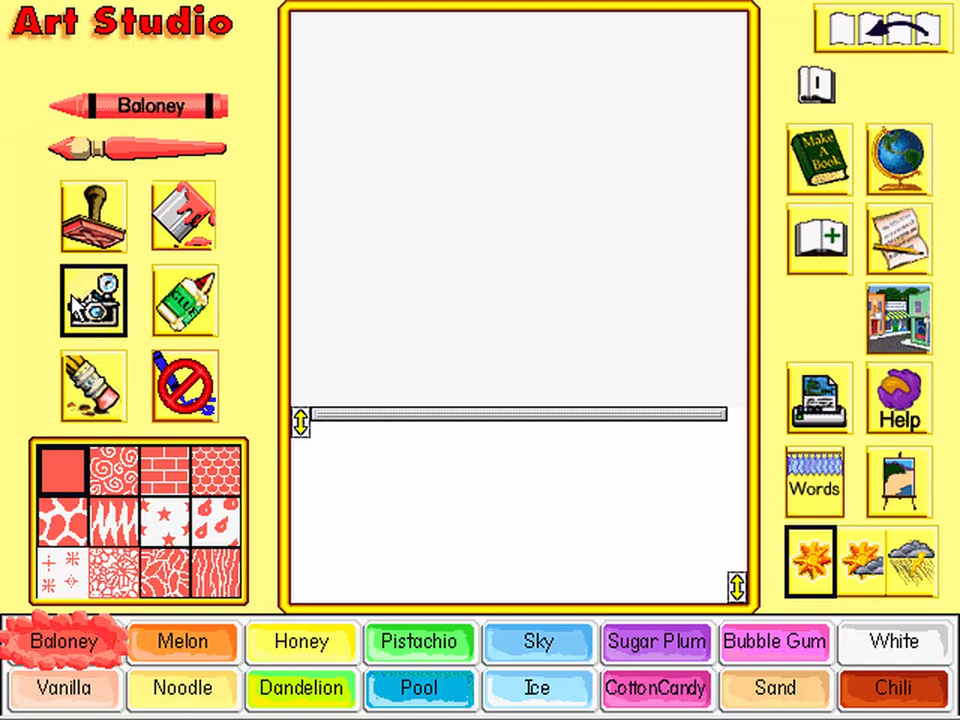 Art Studio
Baloney
Make
A
Book
GLUE
Help
Words
Baloney Melon Honey Pistachio Sky Sugar Plum Bubble Gum White
Vanilla Noodle Dandelion Pool Ice CottonCandy Sand Chili